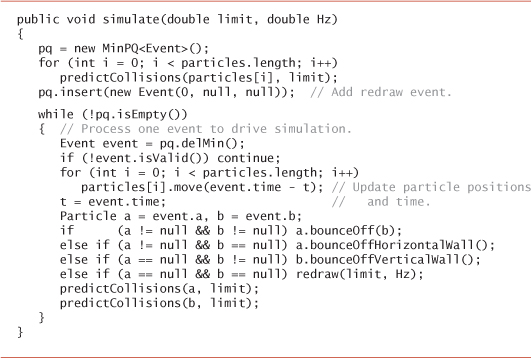 public void simulate(double limit, double Hz)
{
pq = new MinPQ<Event>();
for (int i = 0; i < particles.length; i++)
predictCollisions(particles[i], limit);
pq.insert(new Event(0, null, null)); // Add redraw event.
while (!pq.isEmpty())
{ // Process one event to drive simulation.
Event event = pq.delMin();
if (!event.isValid()) continue;
for (int i = 0; i < particles.length; i++)
particles[i].move(event.time - t); // Update particle positions
t = event.time; // and time.
Particle a = event.a, b = event.b;
if (a != null && b != null) a.bounceOff(b);
else if (a != null && b == null) a.bounceOffHorizontalWall();
else if (a == null && b != null) b.bounceOffVerticalWall();
else if (a == null && b == null) redraw(limit, Hz);
predictCollisions(a, limit);
predictCollisions(b, limit);
}
}